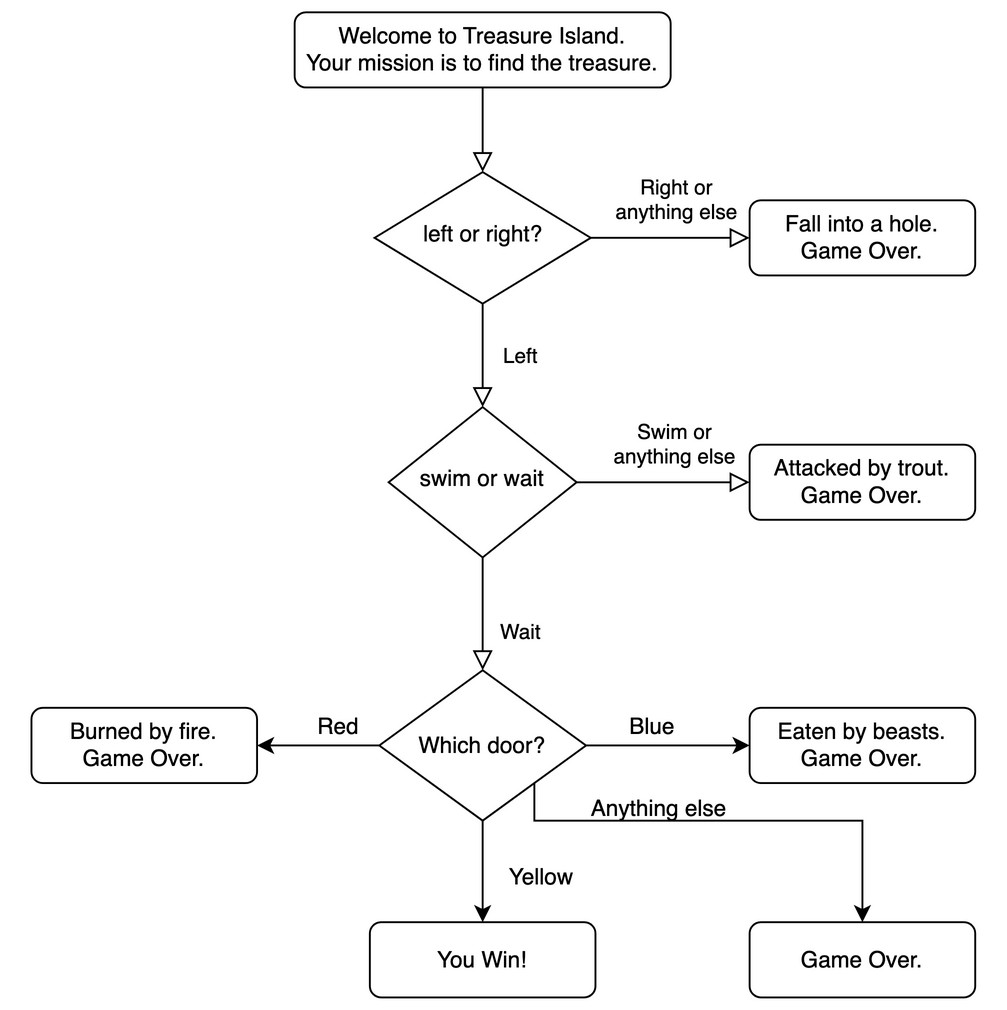 Welcome to Treasure Island.
Your mission is to find the treasure.
left or right?
Right or
anything else
Fall into a hole.
Game Over.
Left
swim or wait
Swim or
anything else
Attacked by trout.
Game Over.
Wait
Burned by fire.
Game Over.
Red
Which door?
Blue
Eaten by beasts.
Game Over.
Anything else
Yellow
You Win!
Game Over.